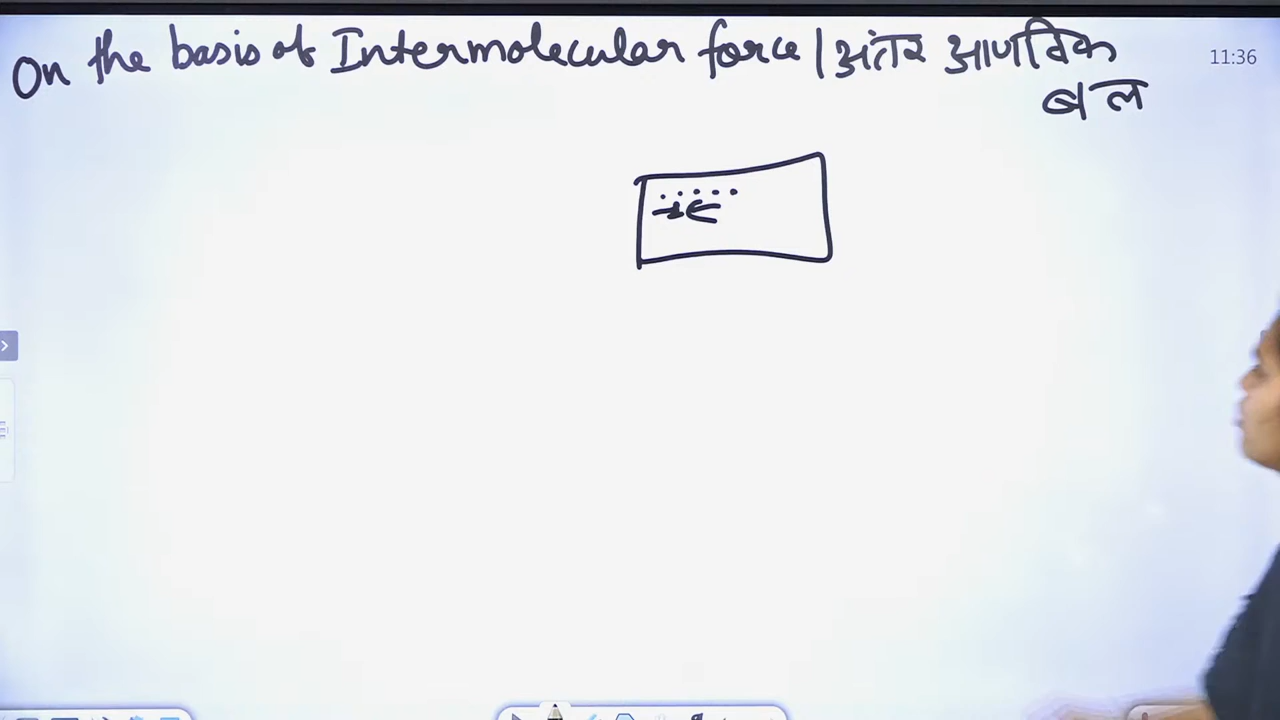 On the basis of Intermolecular force | अंतर आणविक
बल
11:36